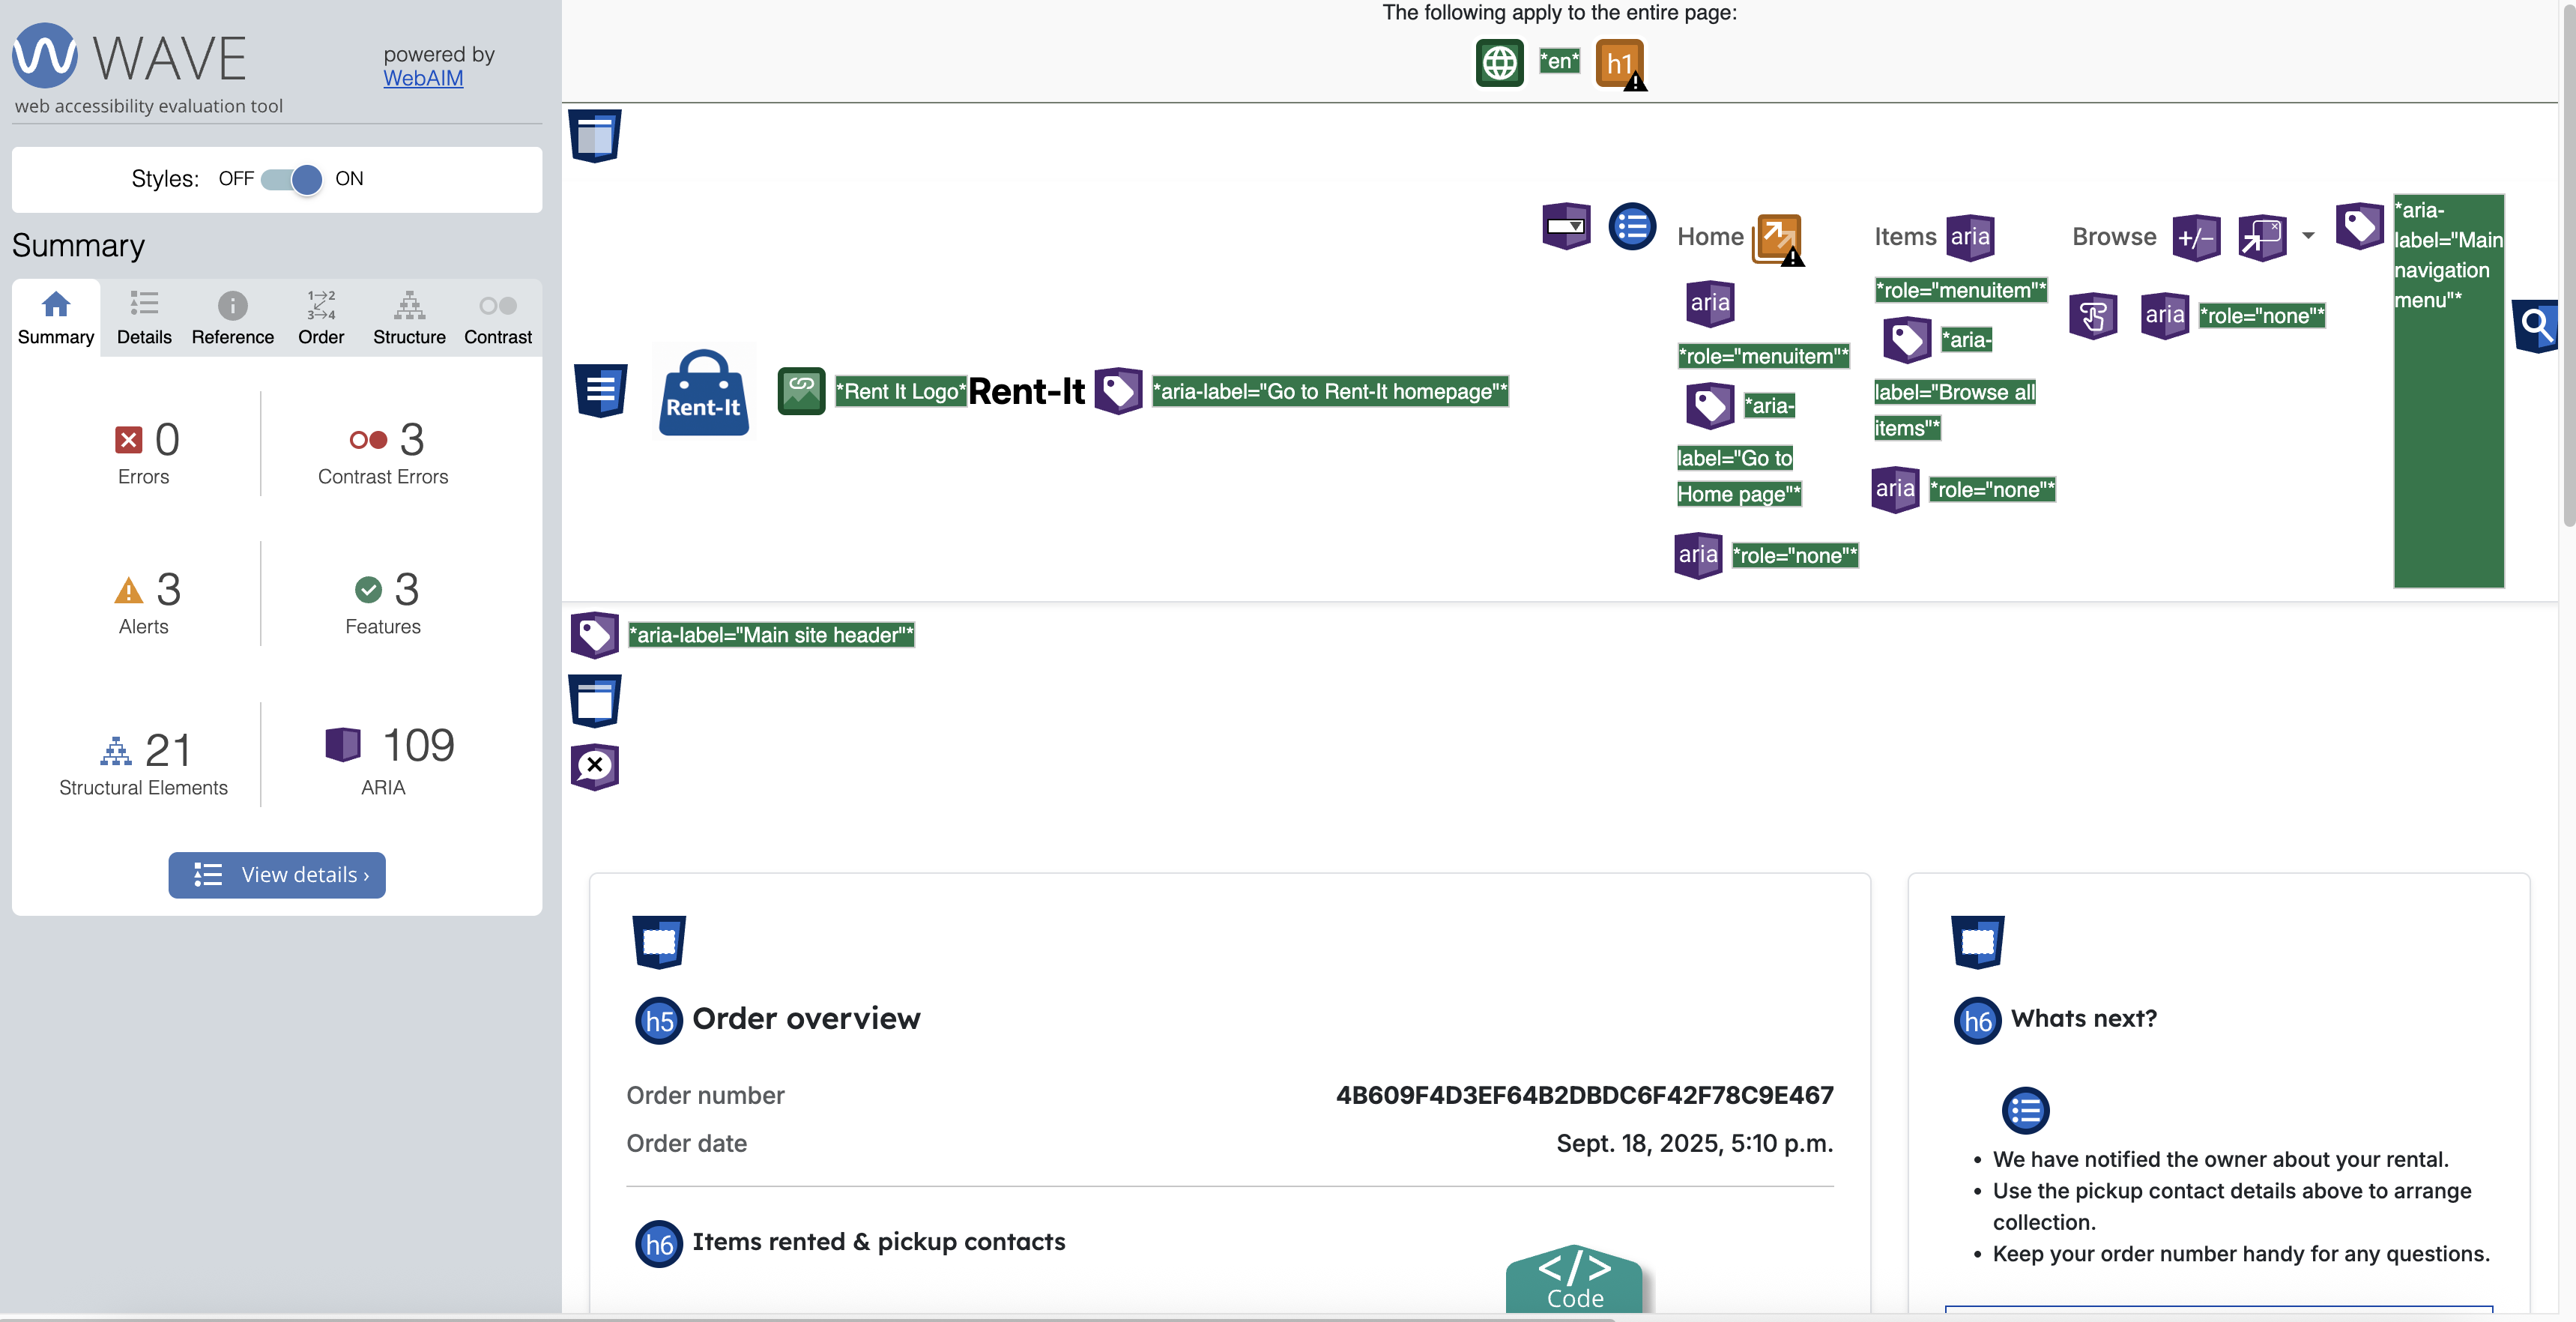 WAVE
powered by
WebAIM
web accessibility evaluation tool
Styles: OFF ON
Summary
Summary Details Reference Order Structure Contrast
0
Errors
3
Contrast Errors
3
Alerts
3
Features
21
Structural Elements
109
ARIA
View details ›
The following apply to the entire page:
*en* h1
Home
aria
*role="menuitem"*
*aria-
label="Go to
Home page"*
aria *role="none"*
Items aria
*role="menuitem"*
*aria-
label="Browse all
items"*
aria *role="none"*
Browse +/-
aria *role="none"*
*aria-
label="Main
navigation
menu"*
Rent-It
*Rent It Logo*Rent-It *aria-label="Go to Rent-It homepage"*
*aria-label="Main site header"*
h5 Order overview
Order number 4B609F4D3EF64B2DBDC6F42F78C9E467
Order date Sept. 18, 2025, 5:10 p.m.
h6 Items rented & pickup contacts
</>
Code
h6 Whats next?
• We have notified the owner about your rental.
• Use the pickup contact details above to arrange
collection.
• Keep your order number handy for any questions.